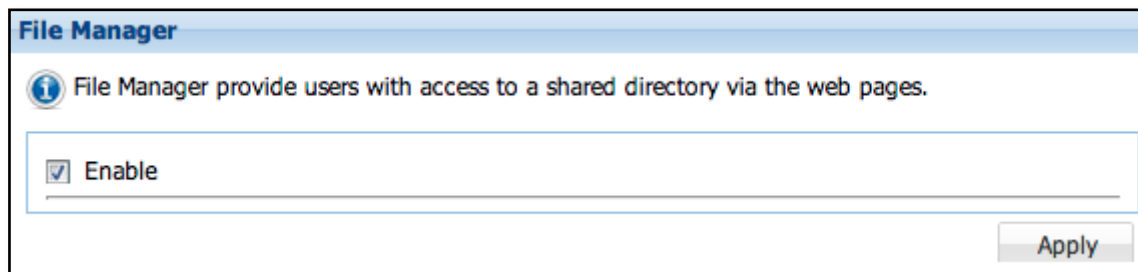 File Manager
File Manager provide users with access to a shared directory via the web pages.
Enable
Apply